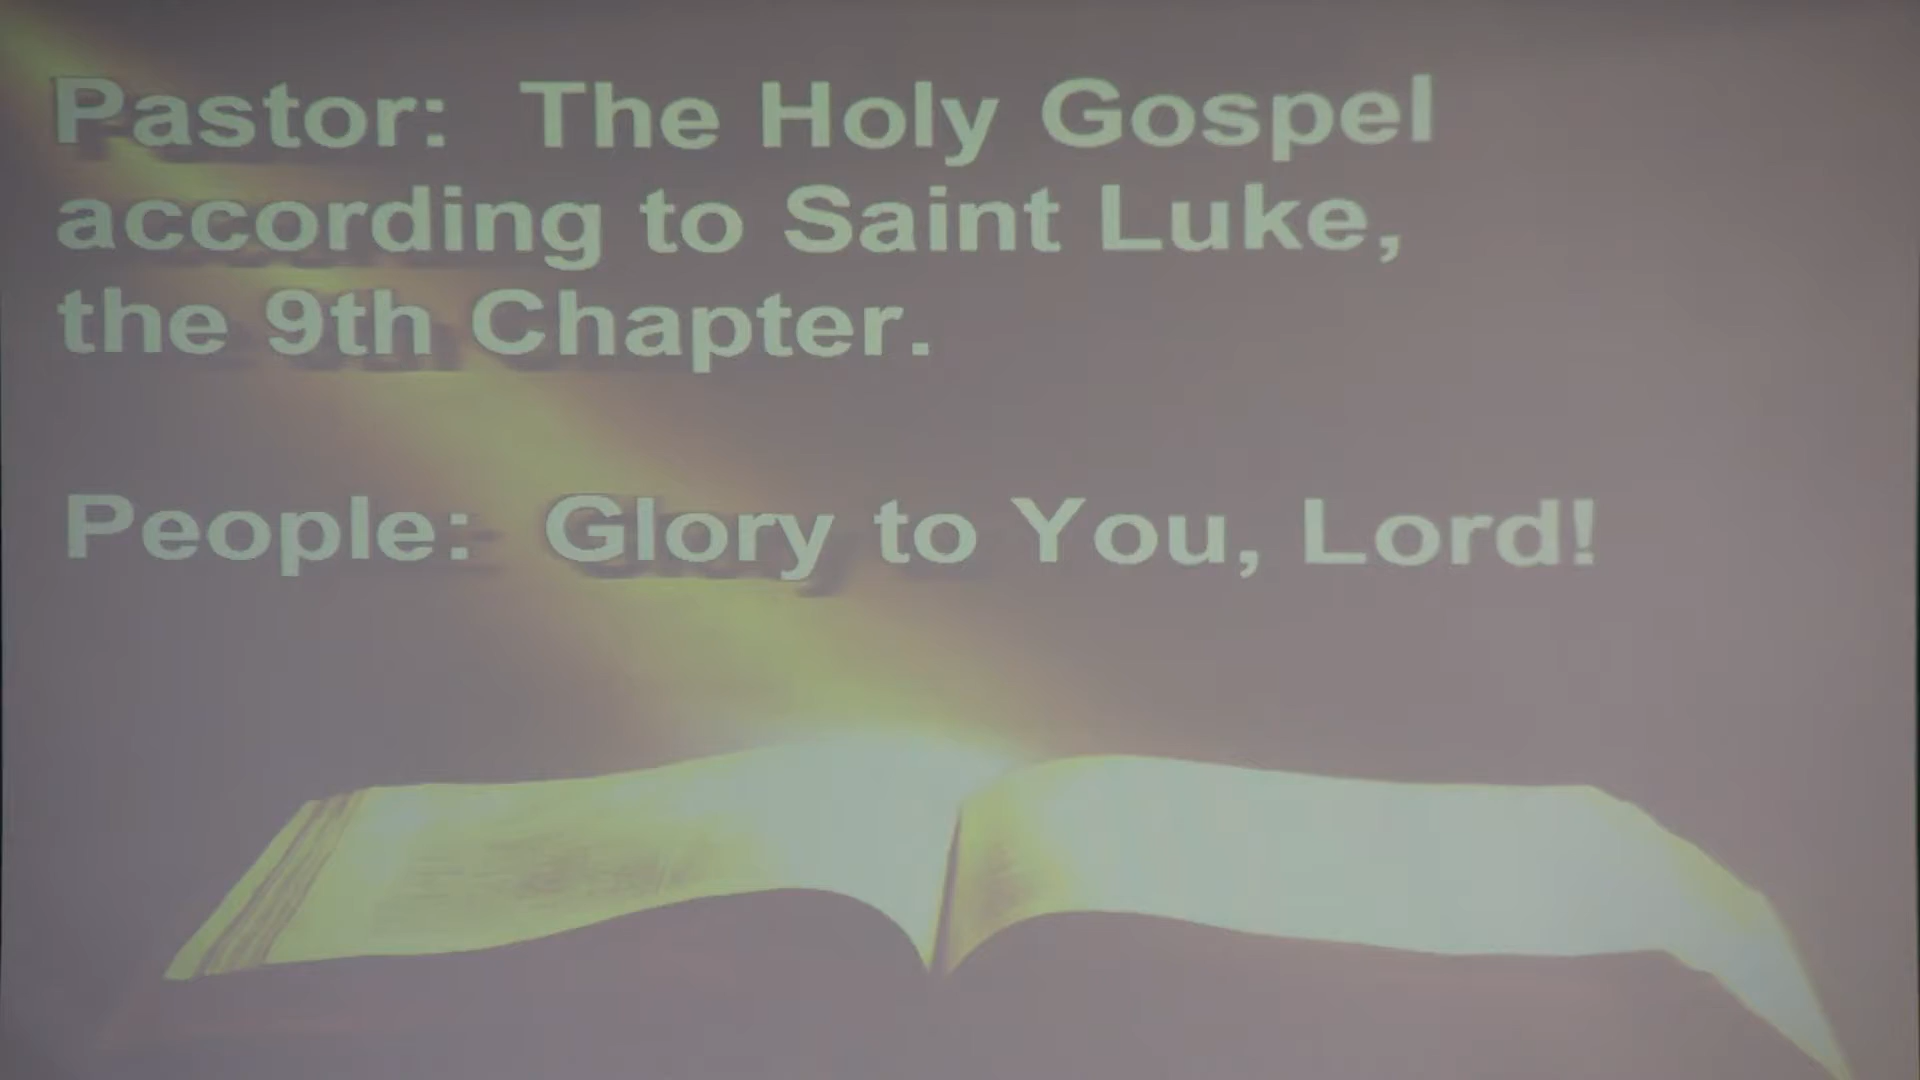 Pastor:  The Holy Gospel
according to Saint Luke,
the 9th Chapter.
People:  Glory to You, Lord!